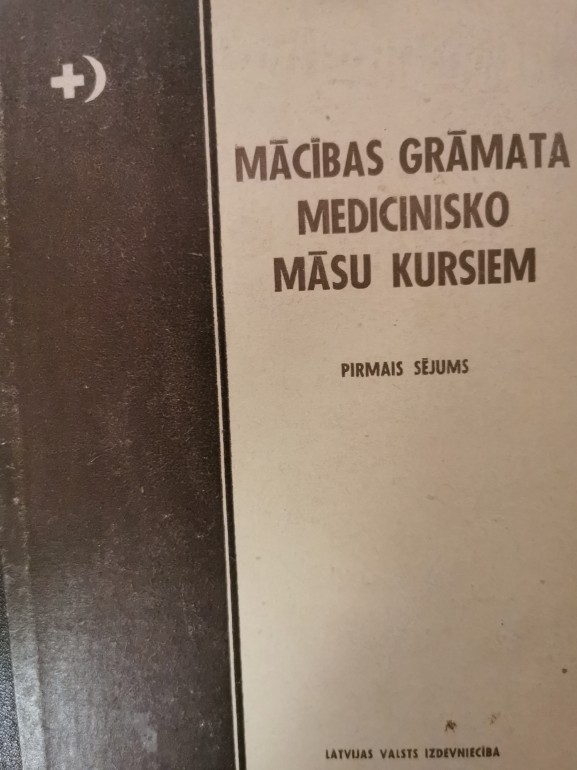 MĀCĪBAS GRĀMATA
MEDICINISKO
MĀSU KURSIEM
PIRMAIS SĒJUMS
LATVIJAS VALSTS IZDEVNIECĪBA